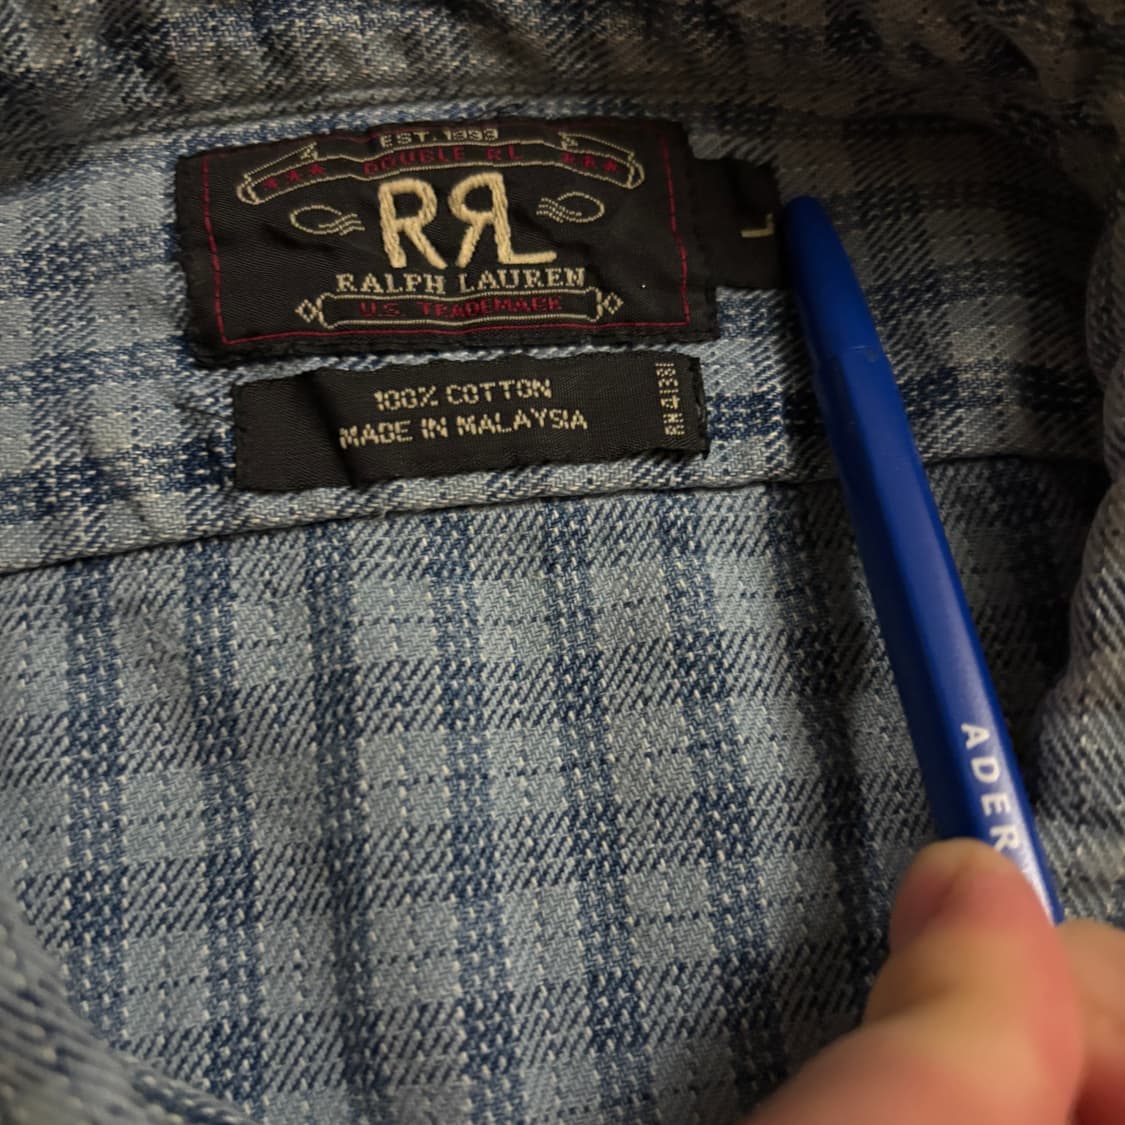 EST. 1993
DOUBLE RL
RRL
RALPH LAUREN
U.S. TRADEMARK
L
100% COTTON
MADE IN MALAYSIA
RN 41381
ADER